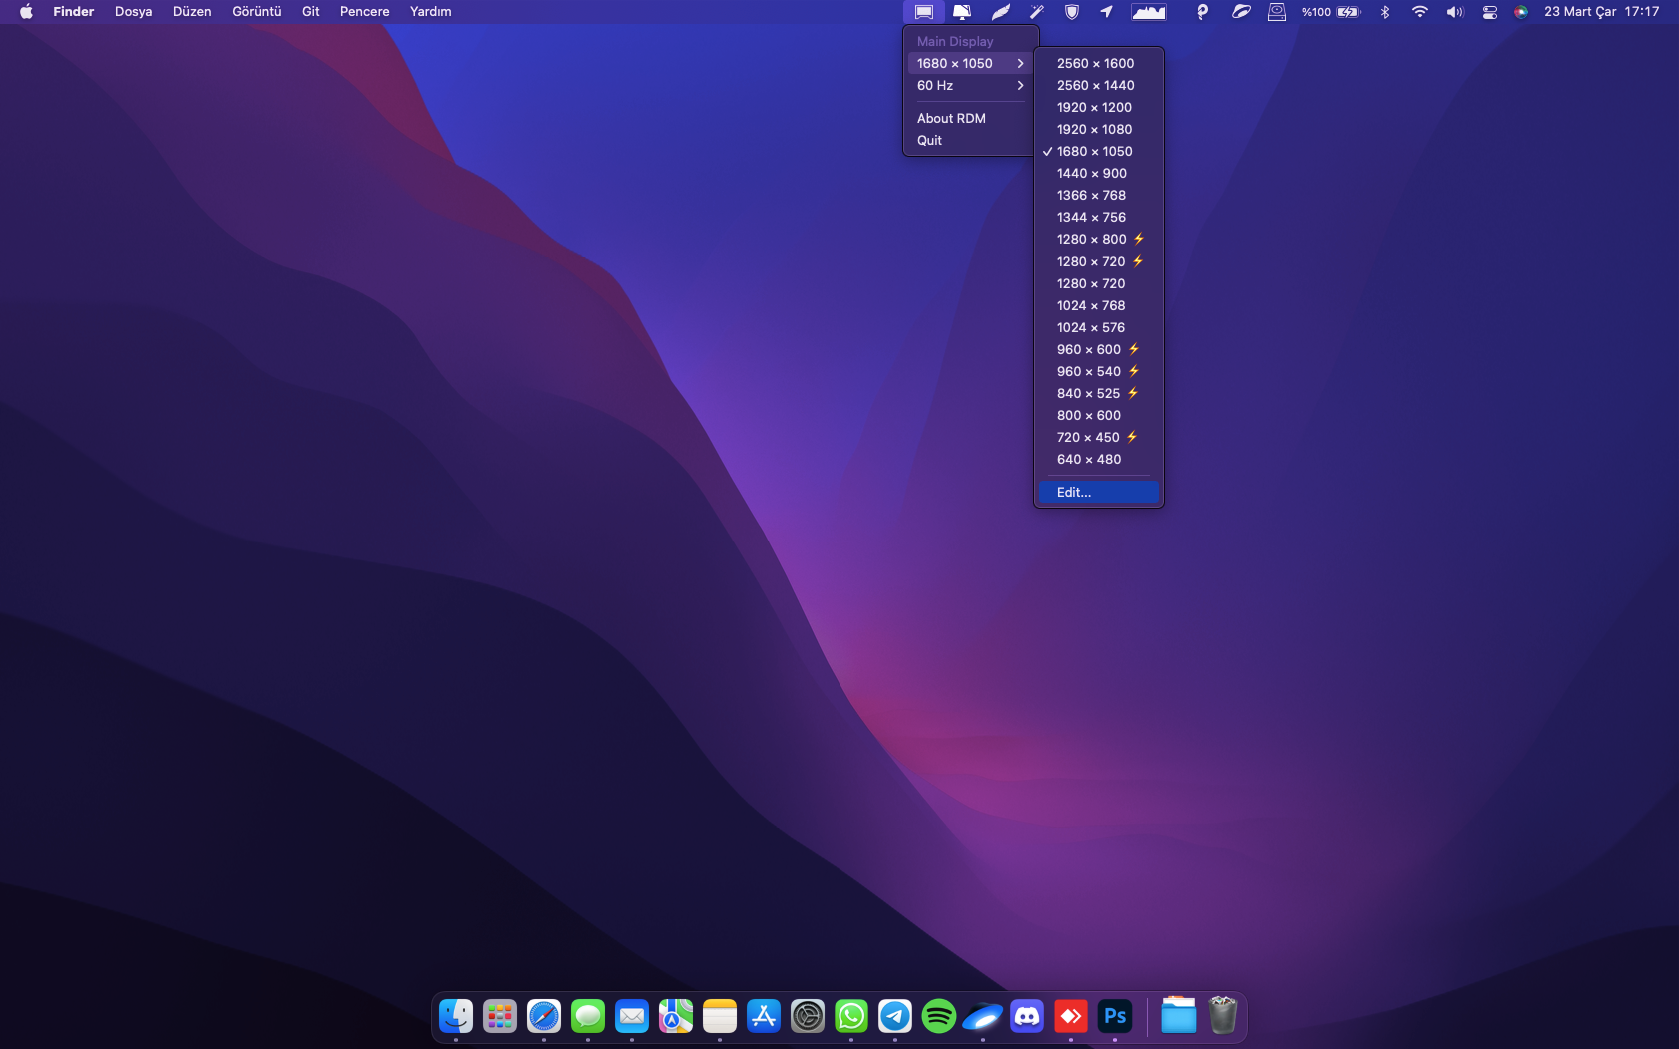 Finder Dosya Düzen Görüntü Git Pencere Yardım %100 23 Mart Çar 17:17
Main Display
1680 × 1050
60 Hz
About RDM
Quit
2560 × 1600
2560 × 1440
1920 × 1200
1920 × 1080
1680 × 1050
1440 × 900
1366 × 768
1344 × 756
1280 × 800
1280 × 720
1280 × 720
1024 × 768
1024 × 576
960 × 600
960 × 540
840 × 525
800 × 600
720 × 450
640 × 480
Edit...
Ps